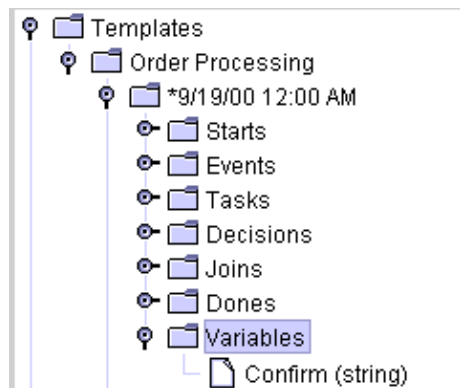 Templates
Order Processing
*9/19/00 12:00 AM
Starts
Events
Tasks
Decisions
Joins
Dones
Variables
Confirm (string)